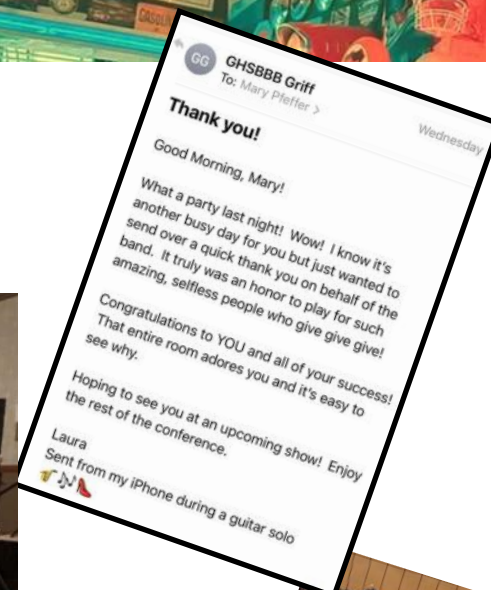 GASOL
GG
GHSBBB Griff
To: Mary Pfeffer >
Wednesday
Thank you!
Good Morning, Mary!
What a party last night! Wow! I know it's
another busy day for you but just wanted to
send over a quick thank you on behalf of the
band. It truly was an honor to play for such
amazing, selfless people who give give give!
Congratulations to YOU and all of your success!
That entire room adores you and it's easy to
see why.
Hoping to see you at an upcoming show! Enjoy
the rest of the conference.
Laura
Sent from my iPhone during a guitar solo
🎷🎶👠